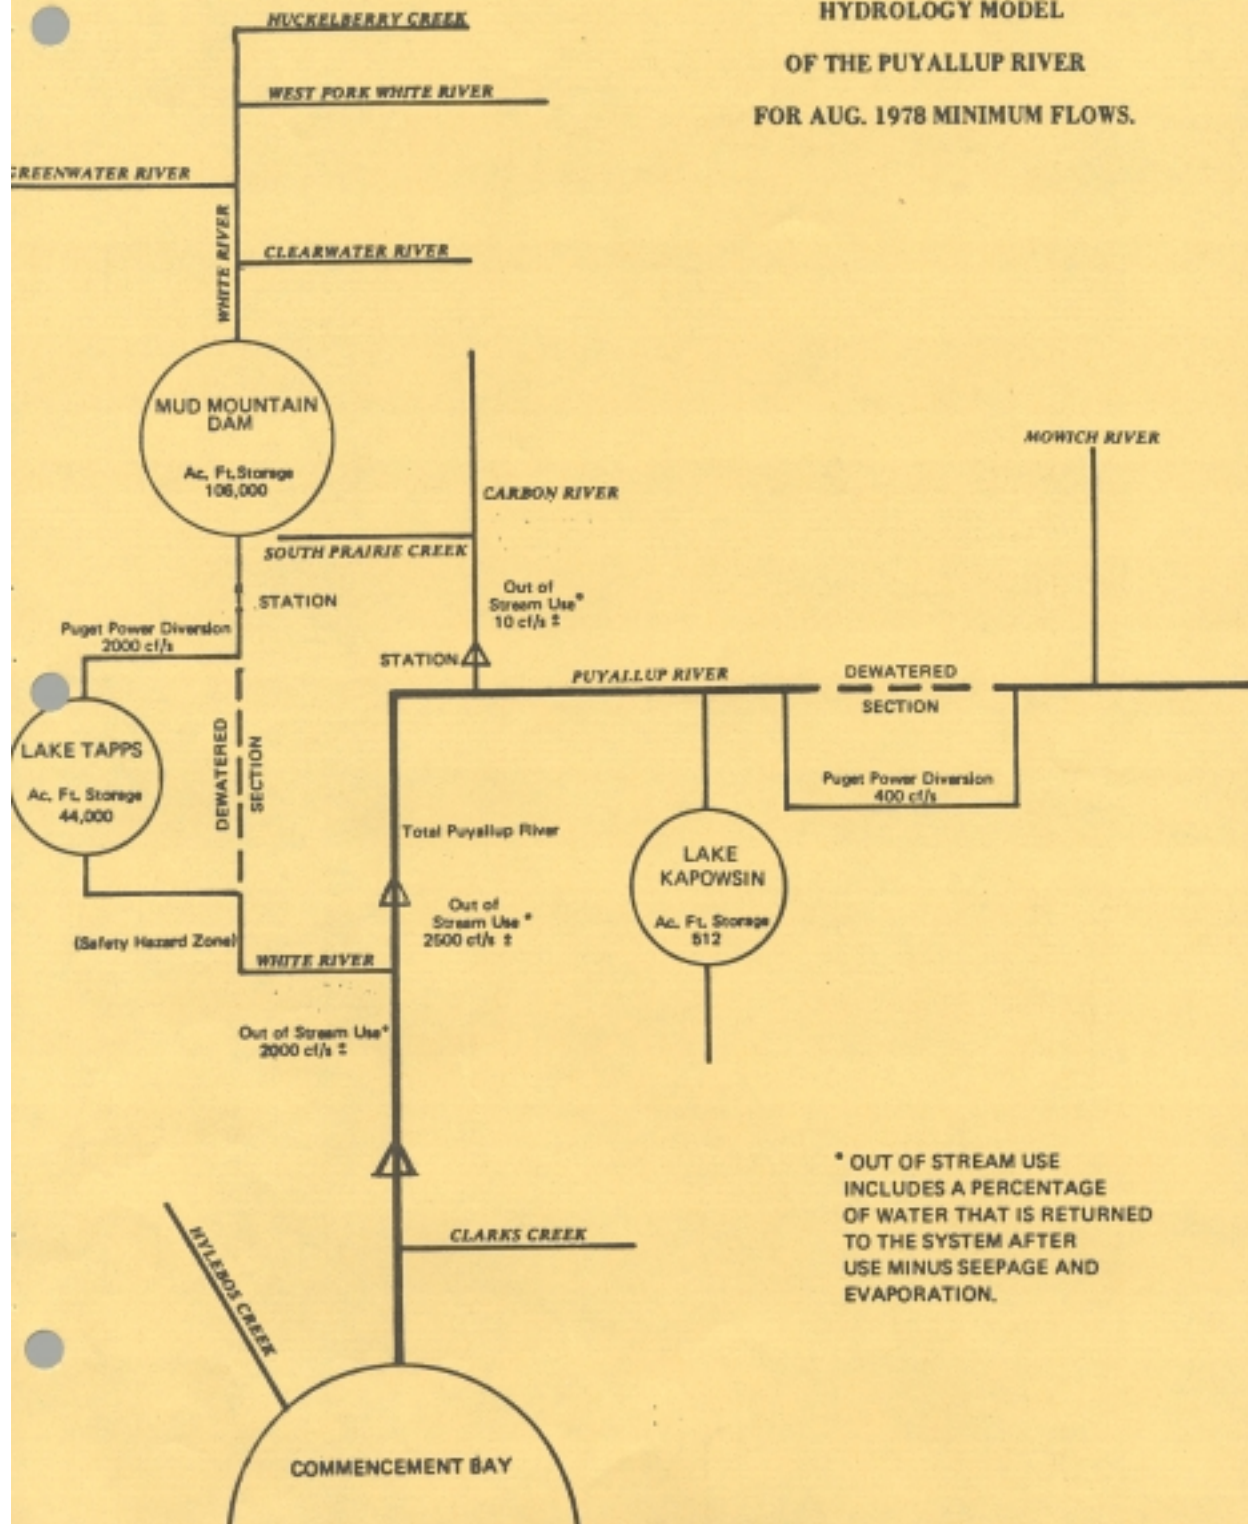 HYDROLOGY MODEL
OF THE PUYALLUP RIVER
FOR AUG. 1978 MINIMUM FLOWS.
HUCKELBERRY CREEK
WEST FORK WHITE RIVER
GREENWATER RIVER
WHITE RIVER
CLEARWATER RIVER
MUD MOUNTAIN
DAM
Ac. Ft. Storage
106,000
MOWICH RIVER
CARBON RIVER
SOUTH PRAIRIE CREEK
STATION
Out of
Stream Use*
10 cf/s ±
Puget Power Diversion
2000 cf/s
STATION
PUYALLUP RIVER
DEWATERED
SECTION
LAKE TAPPS
Ac. Ft. Storage
44,000
DEWATERED
SECTION
Puget Power Diversion
400 cf/s
Total Puyallup River
LAKE
KAPOWSIN
Ac. Ft. Storage
512
Out of
Stream Use*
2500 cf/s ±
(Safety Hazard Zone)
WHITE RIVER
Out of Stream Use*
2000 cf/s ±
* OUT OF STREAM USE
INCLUDES A PERCENTAGE
OF WATER THAT IS RETURNED
TO THE SYSTEM AFTER
USE MINUS SEEPAGE AND
EVAPORATION.
CLARKS CREEK
HYLEBOS CREEK
COMMENCEMENT BAY